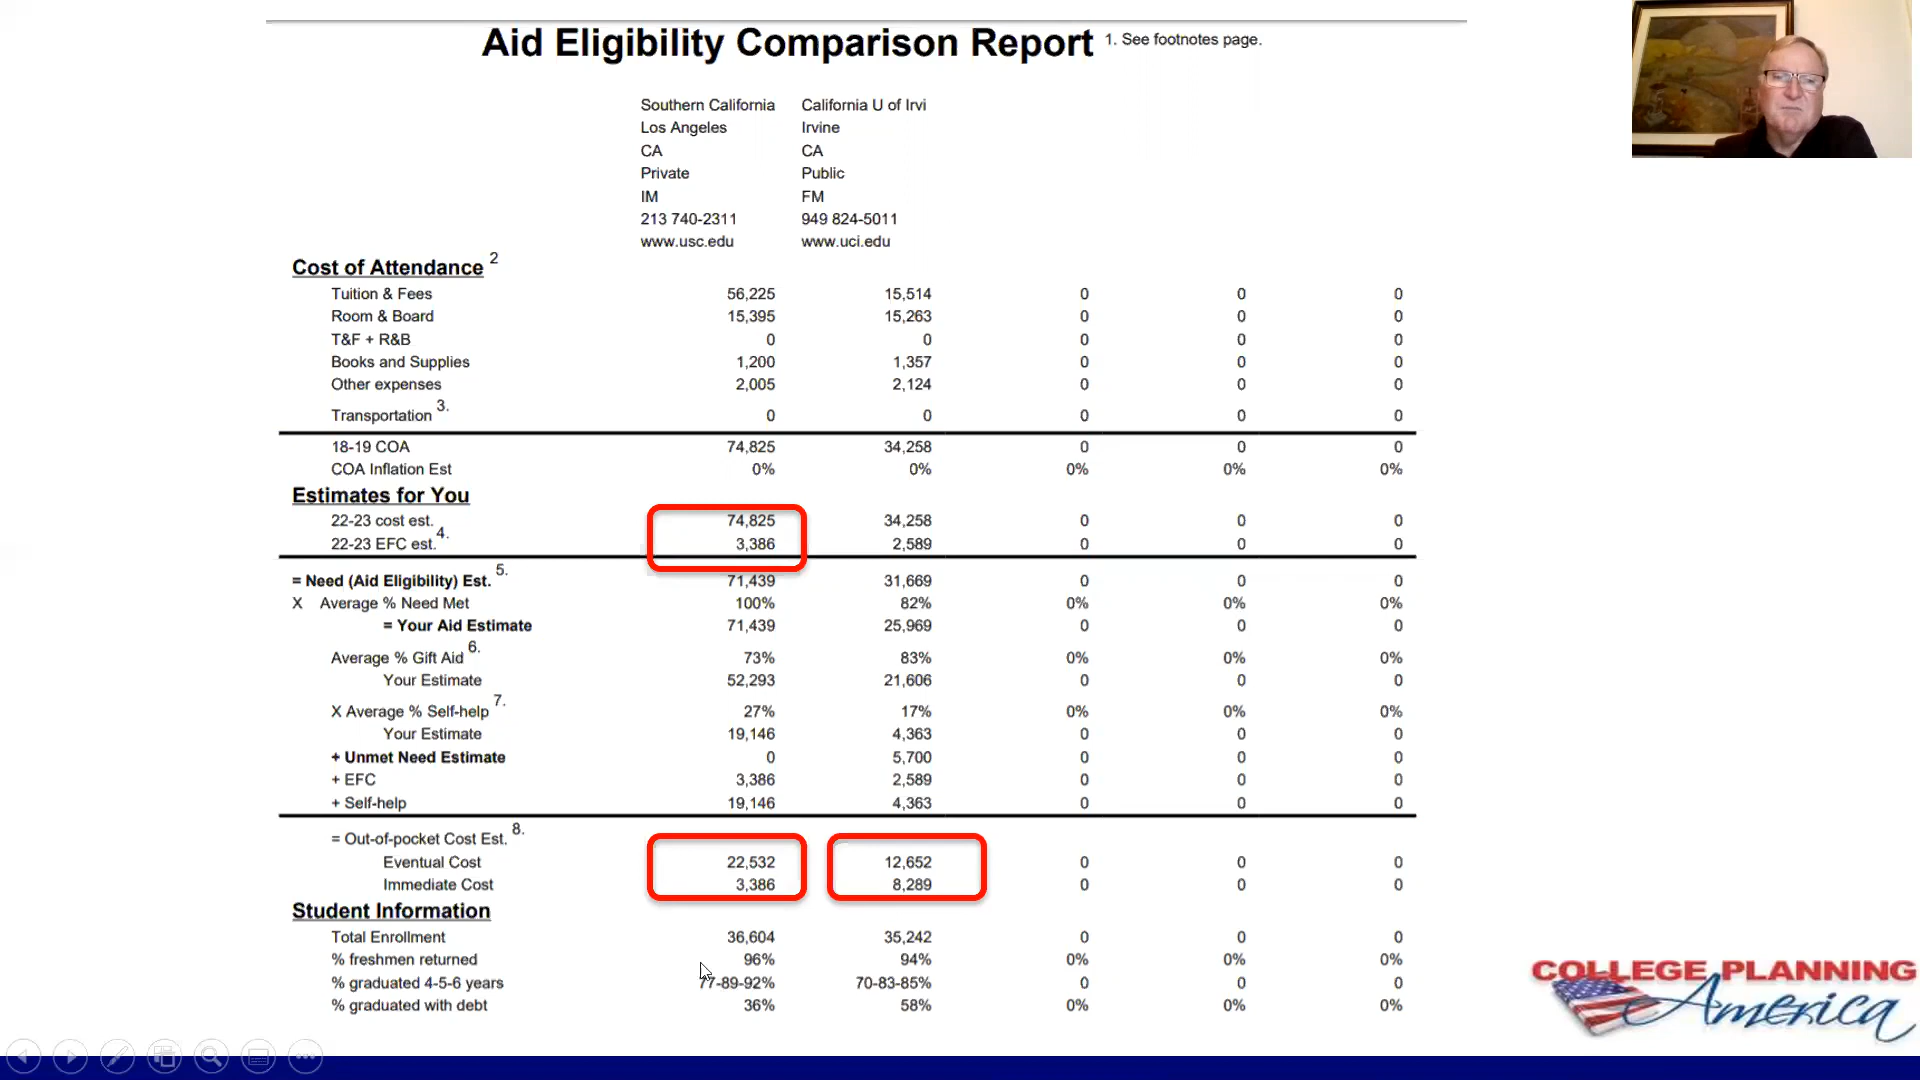 Aid Eligibility Comparison Report 1. See footnotes page.
Southern California California U of Irvi
Los Angeles Irvine
CA CA
Private Public
IM FM
213 740-2311 949 824-5011
www.usc.edu www.uci.edu
Cost of Attendance 2
Tuition & Fees 56,225 15,514 0 0 0
Room & Board 15,395 15,263 0 0 0
T&F + R&B 0 0 0 0 0
Books and Supplies 1,200 1,357 0 0 0
Other expenses 2,005 2,124 0 0 0
Transportation 3. 0 0 0 0 0
18-19 COA 74,825 34,258 0 0 0
COA Inflation Est 0% 0% 0% 0% 0%
Estimates for You
22-23 cost est. 74,825 34,258 0 0 0
22-23 EFC est. 4. 3,386 2,589 0 0 0
= Need (Aid Eligibility) Est. 5. 71,439 31,669 0 0 0
X Average % Need Met 100% 82% 0% 0% 0%
= Your Aid Estimate 71,439 25,969 0 0 0
Average % Gift Aid 6. 73% 83% 0% 0% 0%
Your Estimate 52,293 21,606 0 0 0
X Average % Self-help 7. 27% 17% 0% 0% 0%
Your Estimate 19,146 4,363 0 0 0
+ Unmet Need Estimate 0 5,700 0 0 0
+ EFC 3,386 2,589 0 0 0
+ Self-help 19,146 4,363 0 0 0
= Out-of-pocket Cost Est. 8.
Eventual Cost 22,532 12,652 0 0 0
Immediate Cost 3,386 8,289 0 0 0
Student Information
Total Enrollment 36,604 35,242 0 0 0
% freshmen returned 96% 94% 0% 0% 0%
% graduated 4-5-6 years 77-89-92% 70-83-85% 0 0 0
% graduated with debt 36% 58% 0% 0% 0%
COLLEGE PLANNING
America